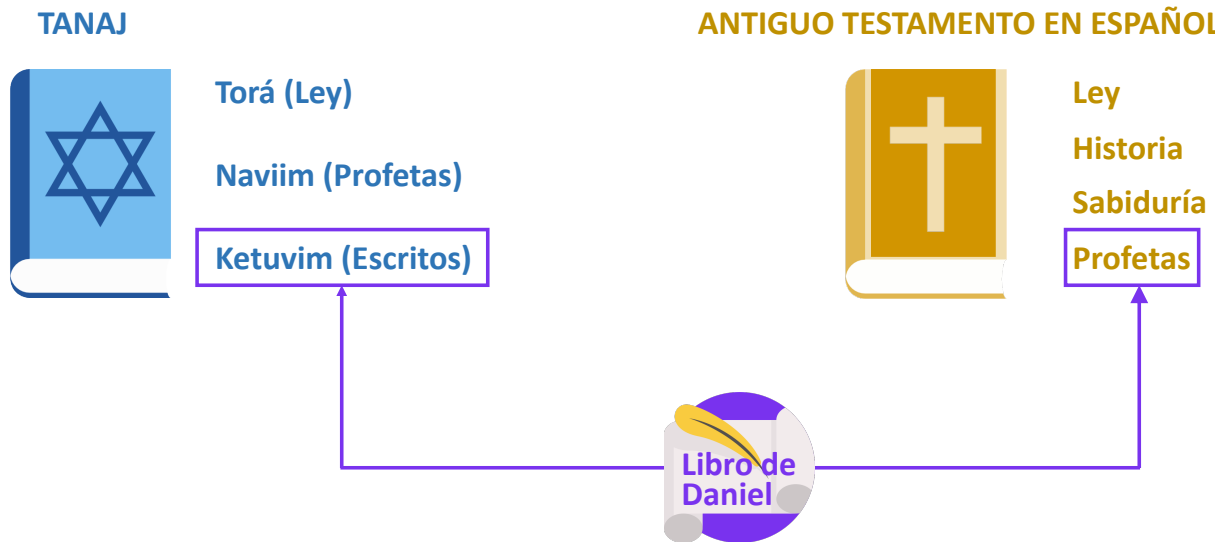 TANAJ
Torá (Ley)
Naviim (Profetas)
Ketuvim (Escritos)
ANTIGUO TESTAMENTO EN ESPAÑOL
Ley
Historia
Sabiduría
Profetas
Libro de
Daniel